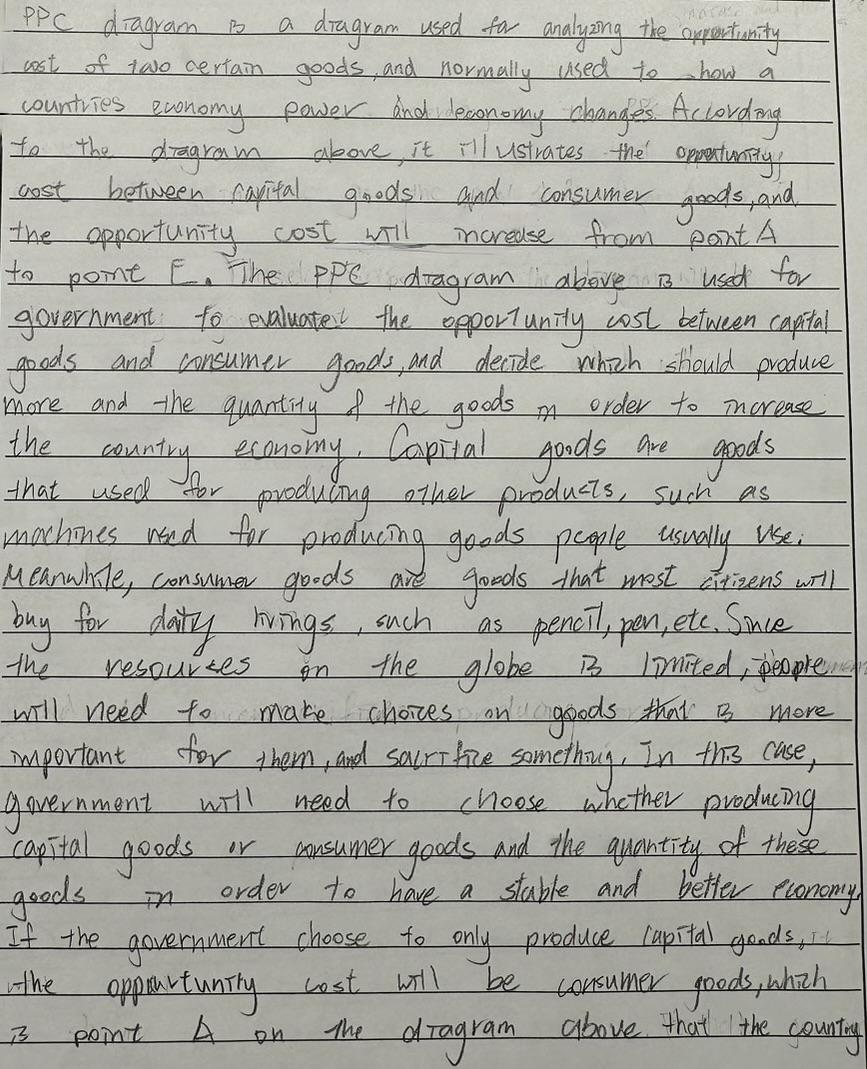 PPC diagram is a diagram used for analyzing the opportunity
cost of two certain goods, and normally used to show a
countries economy power and economy changes. According
to the diagram above, it illustrates the opportunity
cost between capital goods and consumer goods, and
the opportunity cost will increase from point A
to point E. The PPC diagram above is used for
government to evaluate the opportunity cost between capital
goods and consumer goods, and decide which should produce
more and the quantity of the goods in order to increase
the country economy. Capital goods are goods
that used for producing other products, such as
machines used for producing goods people usually use.
Meanwhile, consumer goods are goods that most citizens will
buy for daity livings, such as pencil, pen, etc. Since
the resourses on the globe is limited, people
will need to make choices on goods that is more
important for them, and sacrifice something. In this case,
government will need to choose whether producing
capital goods or consumer goods and the quantity of these
goods in order to have a stable and better economy.
If the government choose to only produce capital goods,
the opportunity cost will be consumer goods, which
is point A on the diagram above that the country